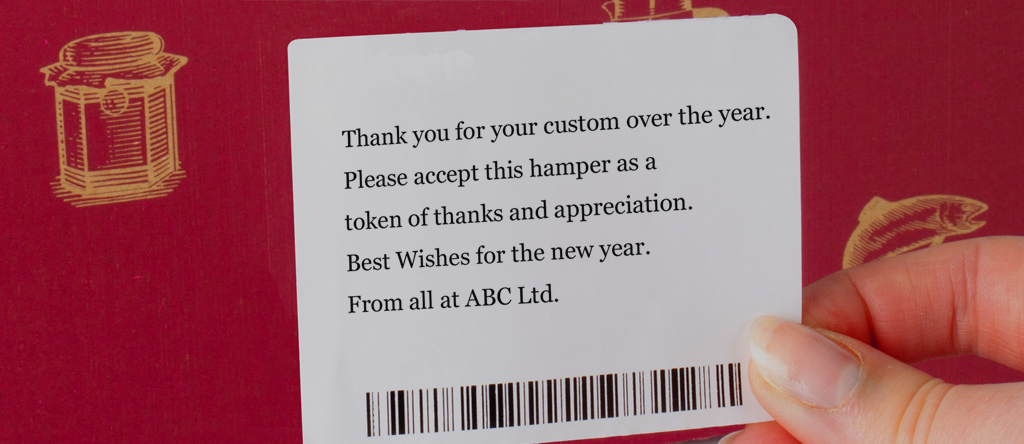 Thank you for your custom over the year.
Please accept this hamper as a
token of thanks and appreciation.
Best Wishes for the new year.
From all at ABC Ltd.